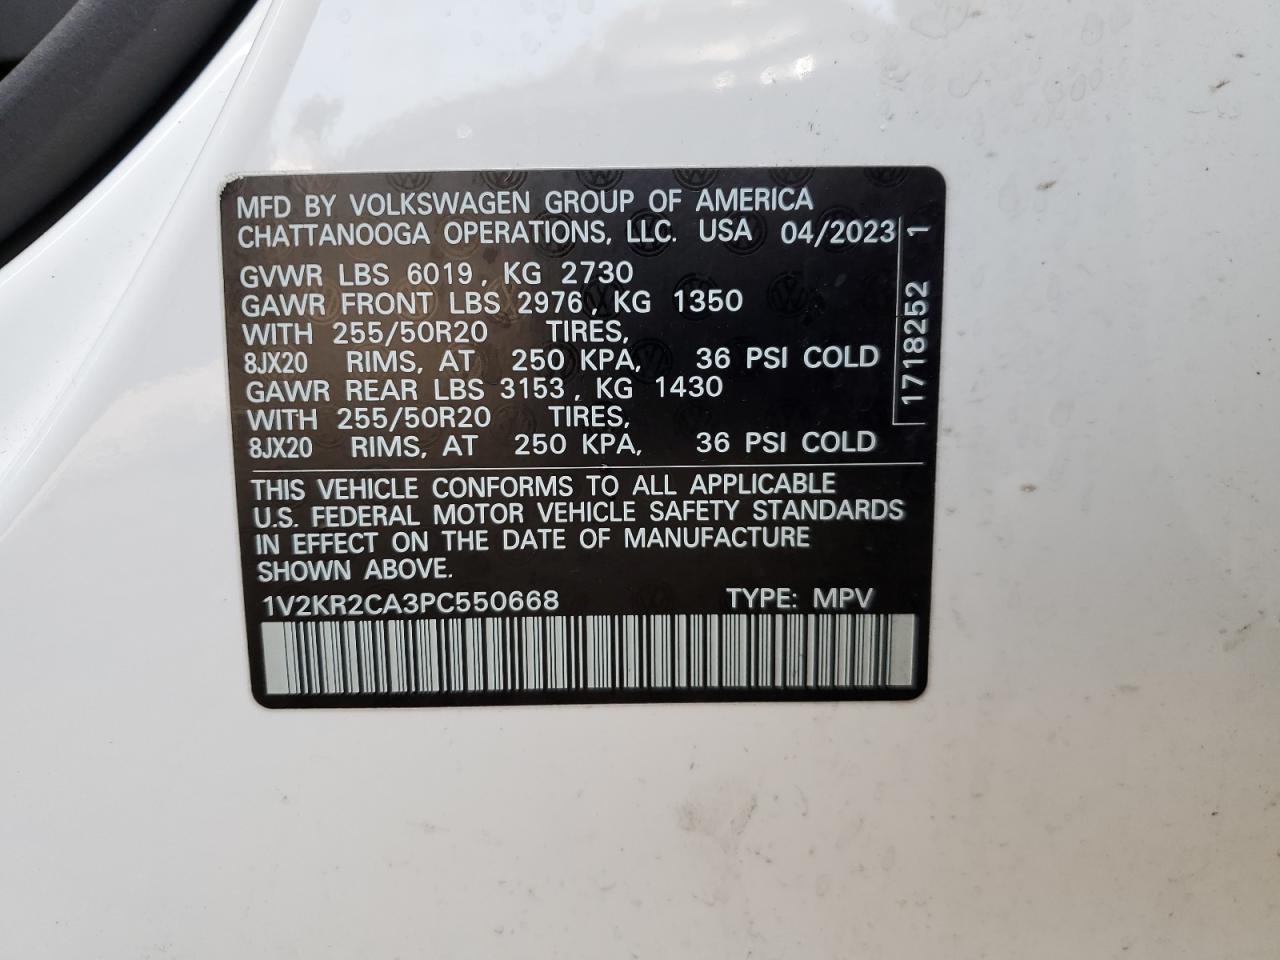 MFD BY VOLKSWAGEN GROUP OF AMERICA
CHATTANOOGA OPERATIONS, LLC. USA 04/2023
GVWR LBS 6019, KG 2730
GAWR FRONT LBS 2976, KG 1350
WITH 255/50R20 TIRES,
8JX20 RIMS, AT 250 KPA, 36 PSI COLD
GAWR REAR LBS 3153, KG 1430
WITH 255/50R20 TIRES,
8JX20 RIMS, AT 250 KPA, 36 PSI COLD
1718252 1
THIS VEHICLE CONFORMS TO ALL APPLICABLE
U.S. FEDERAL MOTOR VEHICLE SAFETY STANDARDS
IN EFFECT ON THE DATE OF MANUFACTURE
SHOWN ABOVE.
1V2KR2CA3PC550668 TYPE: MPV